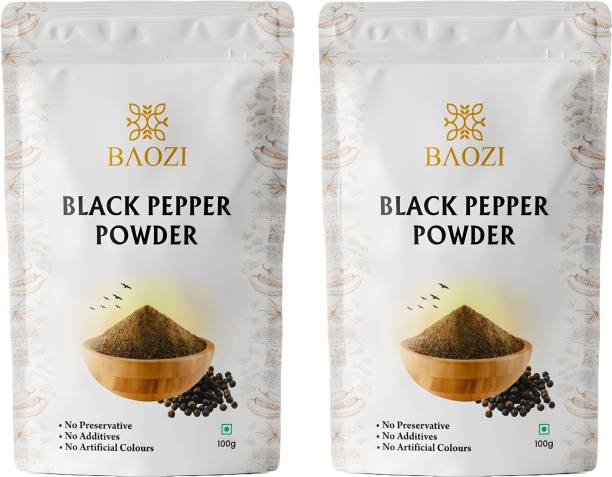 BAOZI
BLACK PEPPER
POWDER
• No Preservative
• No Additives
• No Artificial Colours
100g
BAOZI
BLACK PEPPER
POWDER
• No Preservative
• No Additives
• No Artificial Colours
100g